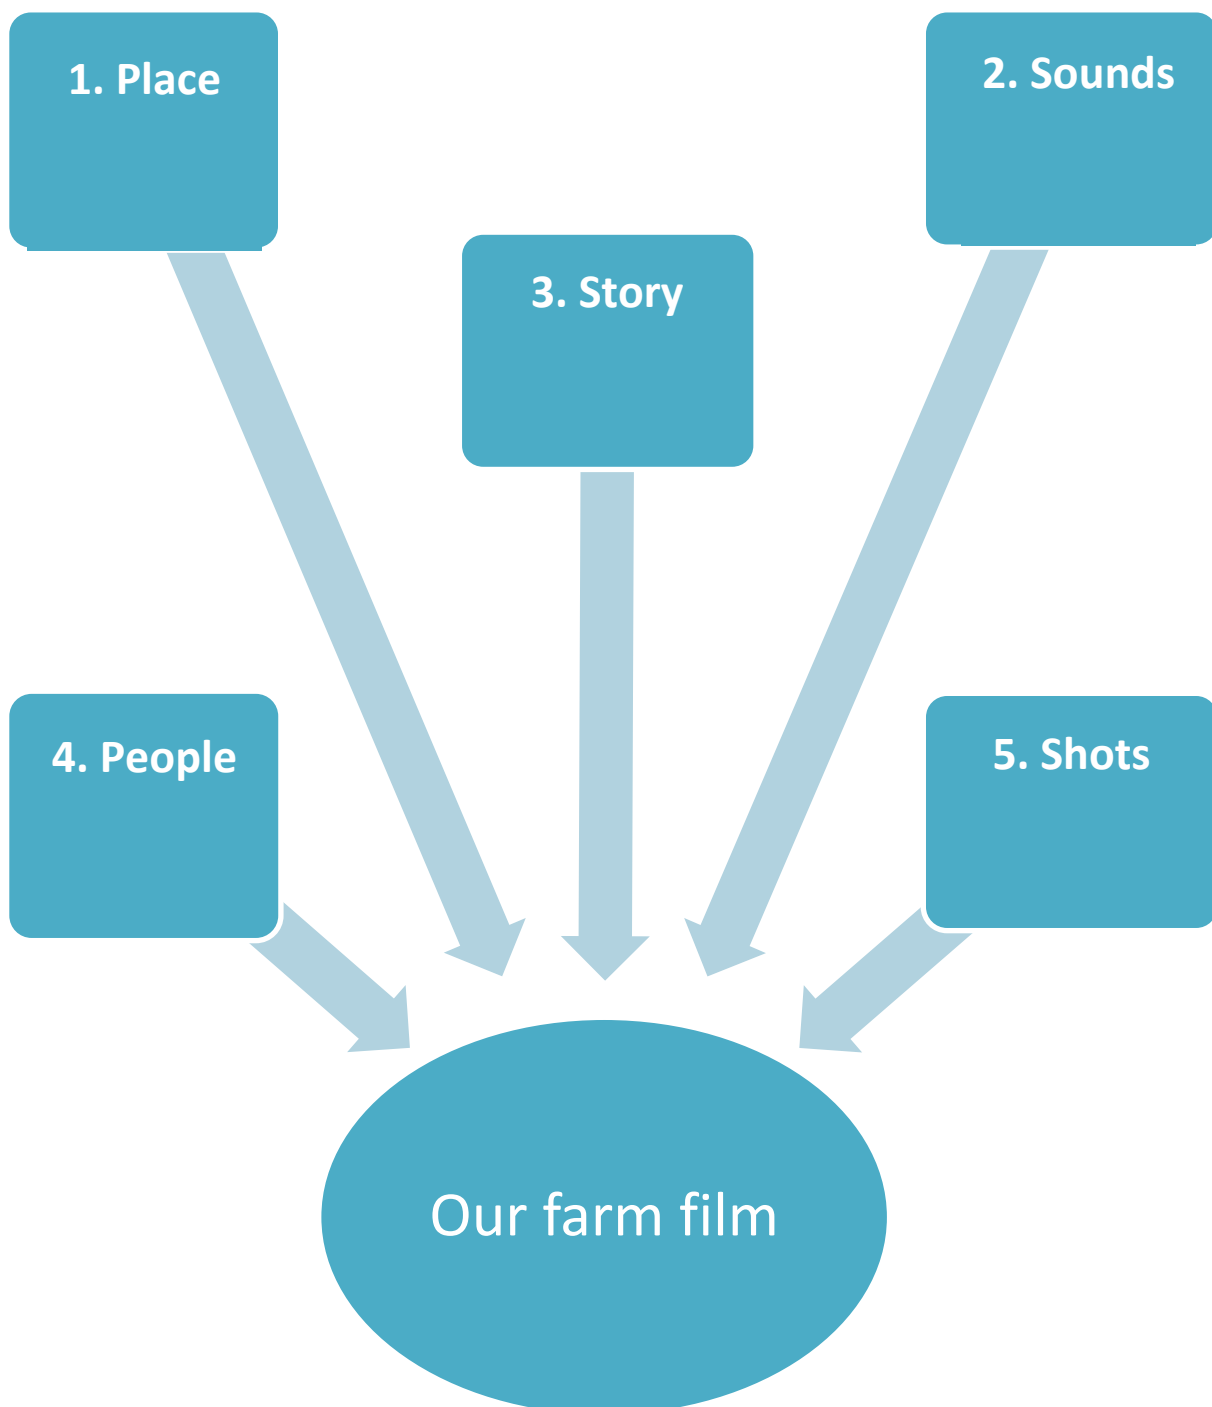 1. Place
2. Sounds
3. Story
4. People
5. Shots
Our farm film